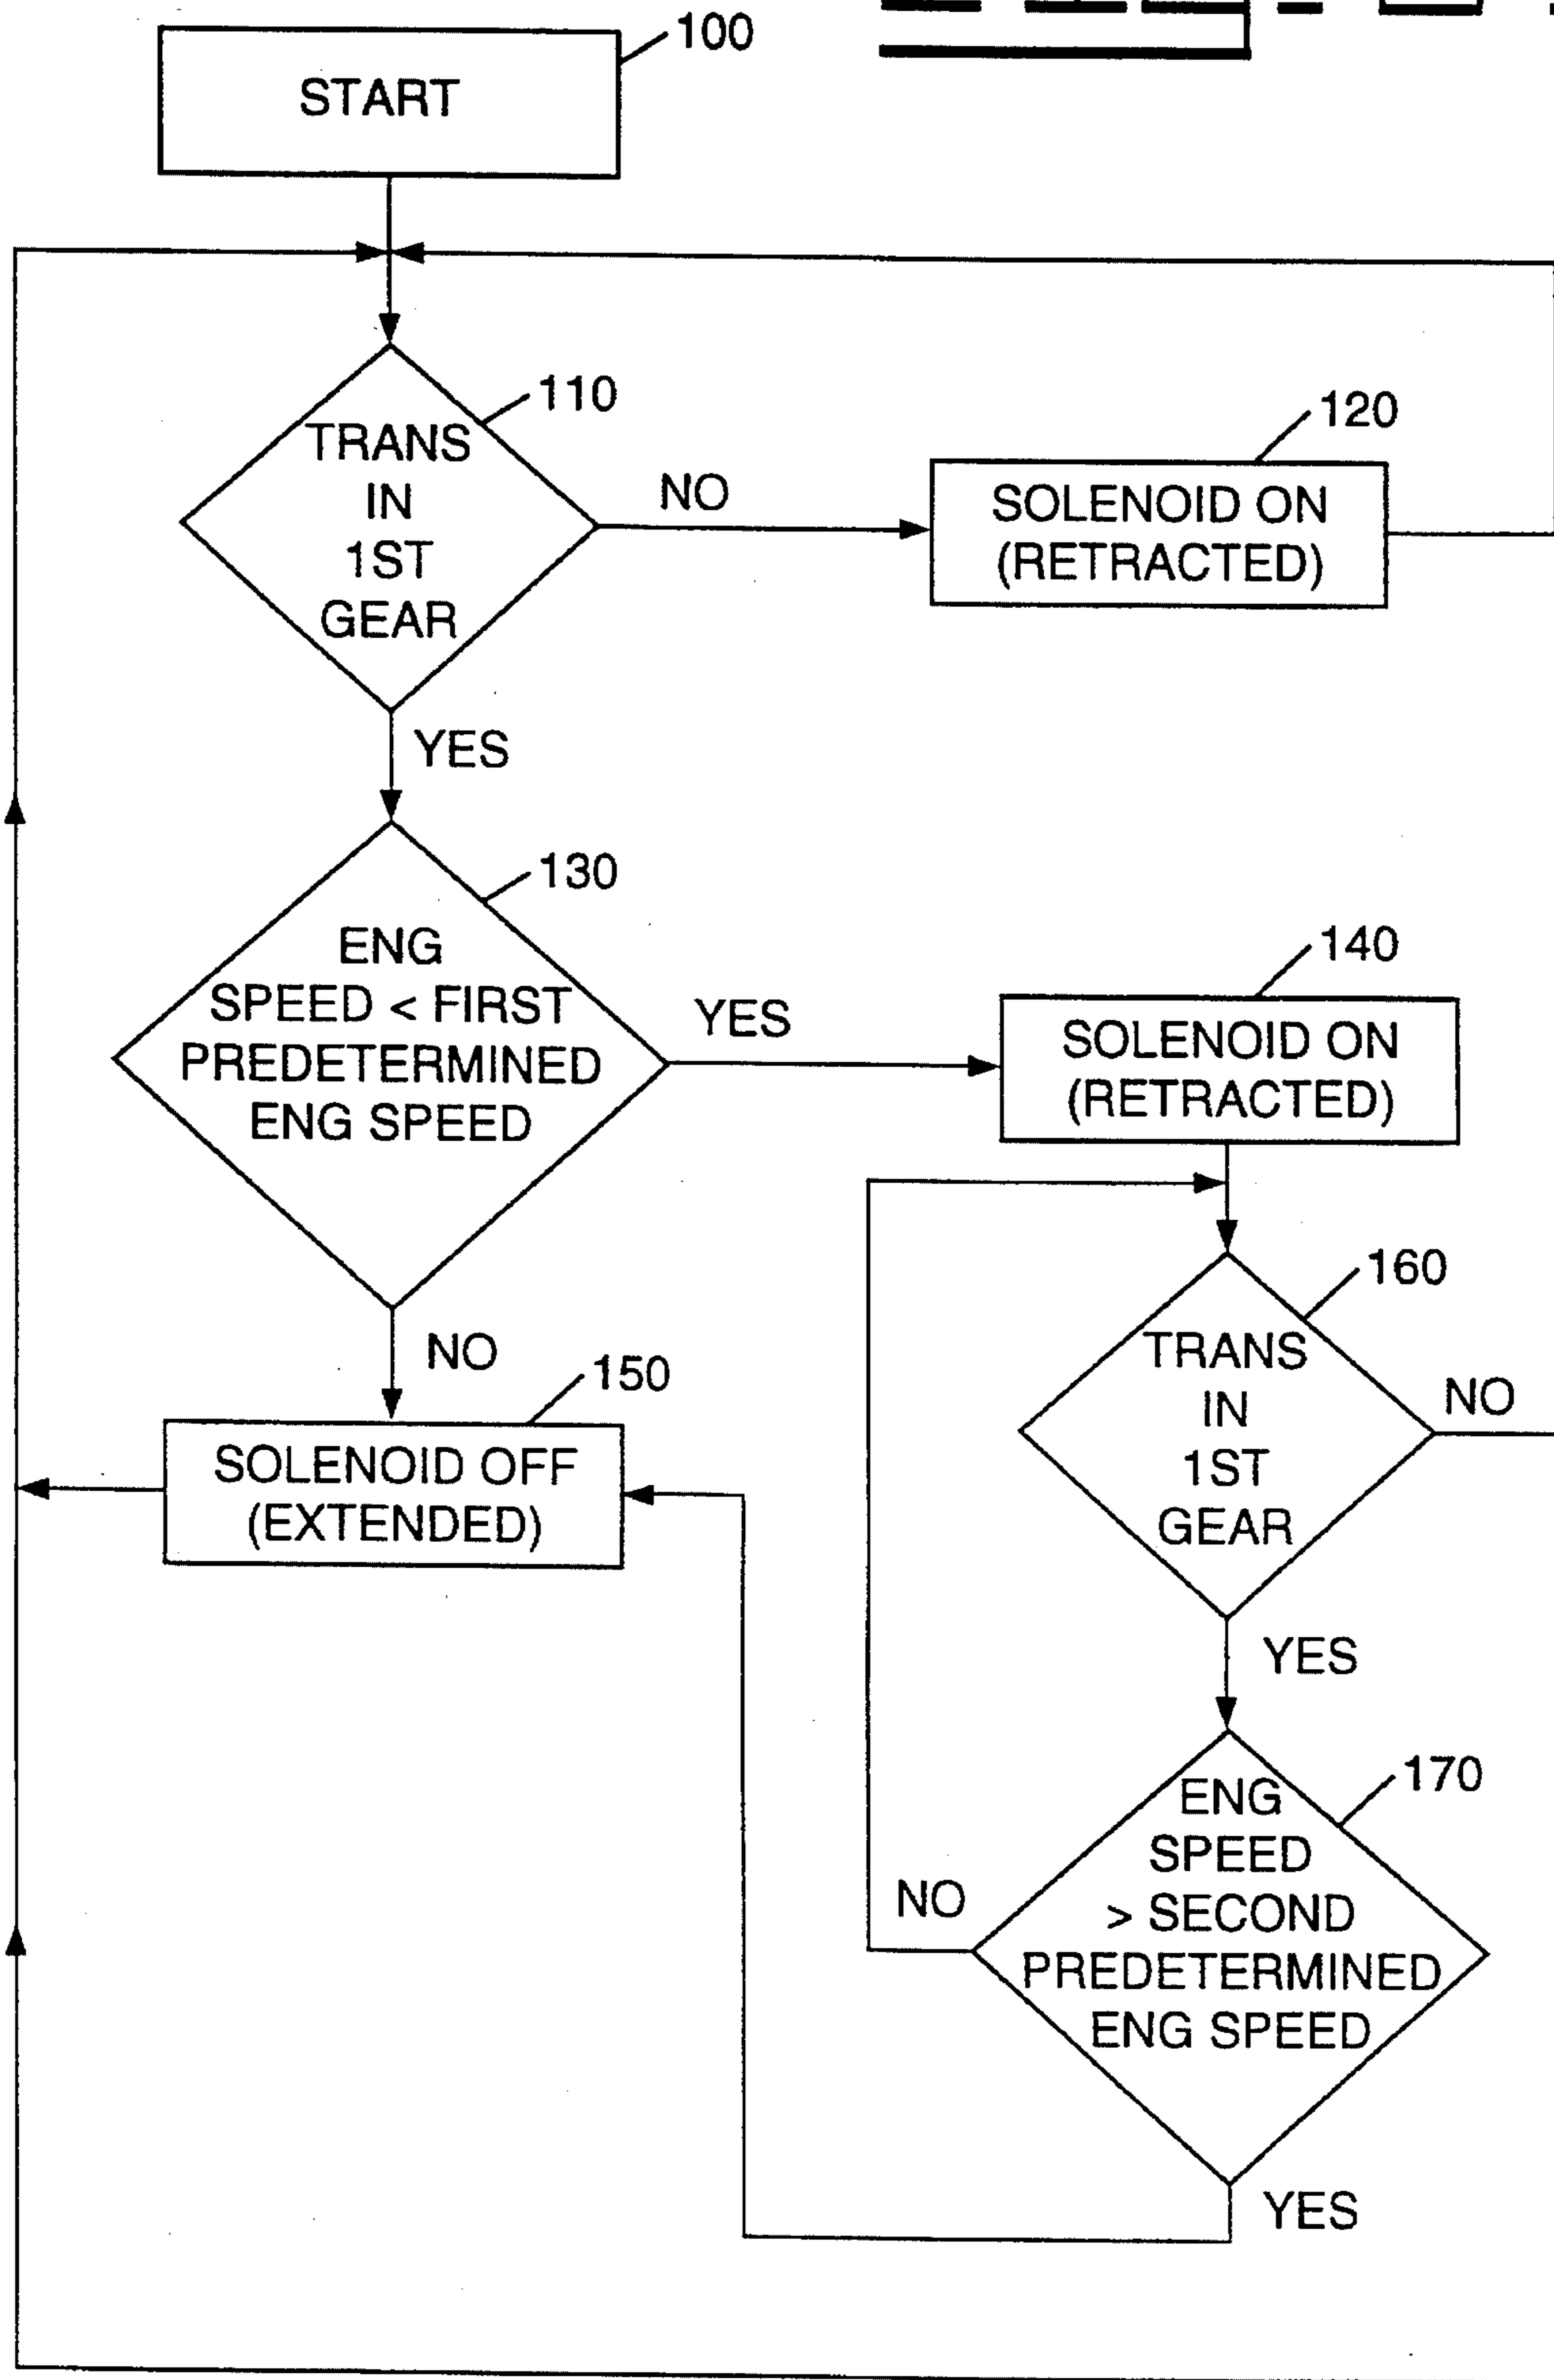 100
START
110
TRANS
IN
1ST
GEAR
NO
120
SOLENOID ON
(RETRACTED)
YES
130
ENG
SPEED < FIRST
PREDETERMINED
ENG SPEED
YES
140
SOLENOID ON
(RETRACTED)
NO
150
SOLENOID OFF
(EXTENDED)
160
TRANS
IN
1ST
GEAR
NO
YES
170
ENG
SPEED
> SECOND
PREDETERMINED
ENG SPEED
NO
YES